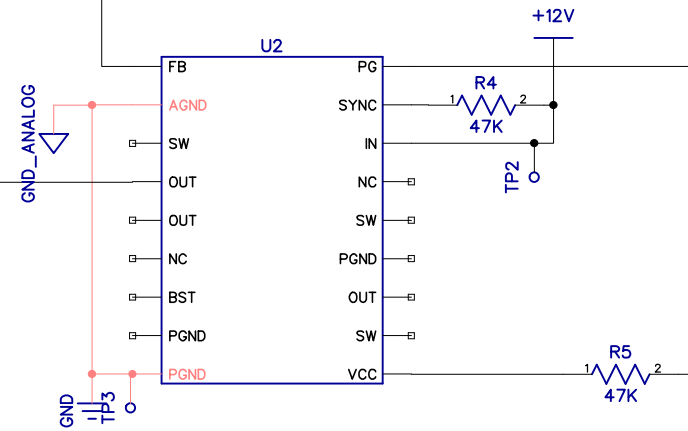 +12V
U2
FB
PG
AGND
SYNC
1
R4
2
47K
GND_ANALOG
SW
IN
TP2
OUT
NC
OUT
SW
NC
PGND
BST
OUT
PGND
SW
PGND
VCC
1
R5
2
47K
GND
TP3